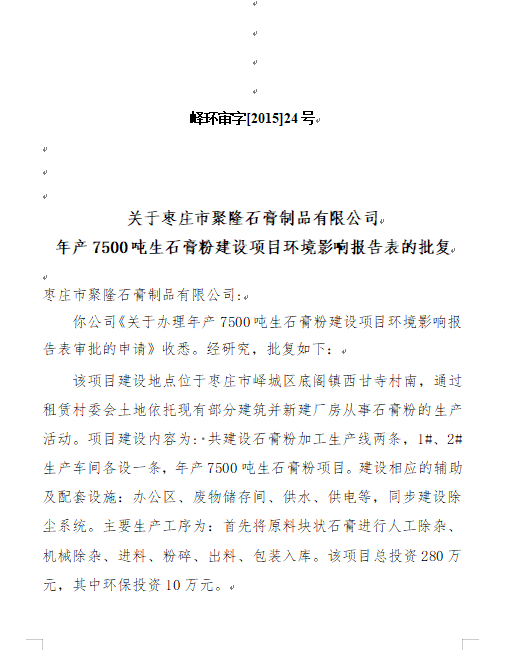 峄环审字[2015]24号
关于枣庄市聚隆石膏制品有限公司
年产7500吨生石膏粉建设项目环境影响报告表的批复
枣庄市聚隆石膏制品有限公司:
你公司《关于办理年产7500吨生石膏粉建设项目环境影响报
告表审批的申请》收悉。经研究，批复如下：
该项目建设地点位于枣庄市峄城区底阁镇西甘寺村南，通过
租赁村委会土地依托现有部分建筑并新建厂房从事石膏粉的生产
活动。项目建设内容为:·共建设石膏粉加工生产线两条，1#、2#
生产车间各设一条，年产7500吨生石膏粉项目。建设相应的辅助
及配套设施：办公区、废物储存间、供水、供电等，同步建设除
尘系统。主要生产工序为：首先将原料块状石膏进行人工除杂、
机械除杂、进料、粉碎、出料、包装入库。该项目总投资280万
元，其中环保投资10万元。